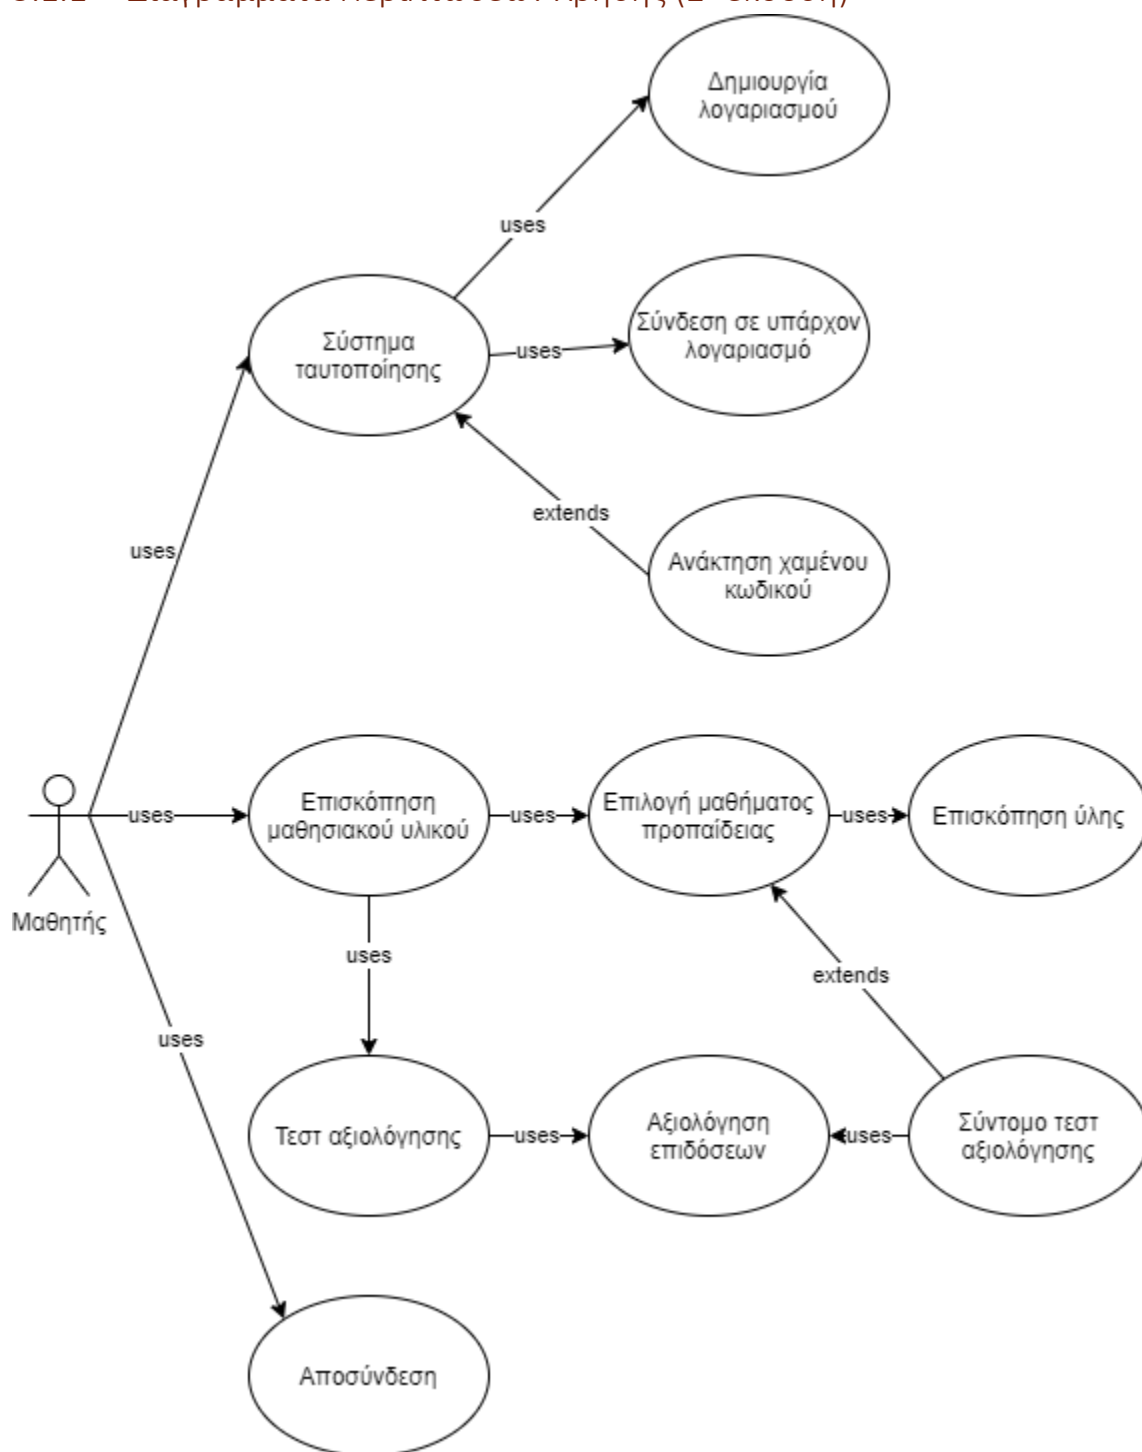 Δημιουργία
λογαριασμού
uses
Σύστημα
ταυτοποίησης
uses
Σύνδεση σε υπάρχον
λογαριασμό
extends
Ανάκτηση χαμένου
κωδικού
uses
Μαθητής
uses
Επισκόπηση
μαθησιακού υλικού
uses
Επιλογή μαθήματος
προπαίδειας
uses
Επισκόπηση ύλης
uses
extends
uses
Τεστ αξιολόγησης
uses
Αξιολόγηση
επιδόσεων
uses
Σύντομο τεστ
αξιολόγησης
Αποσύνδεση